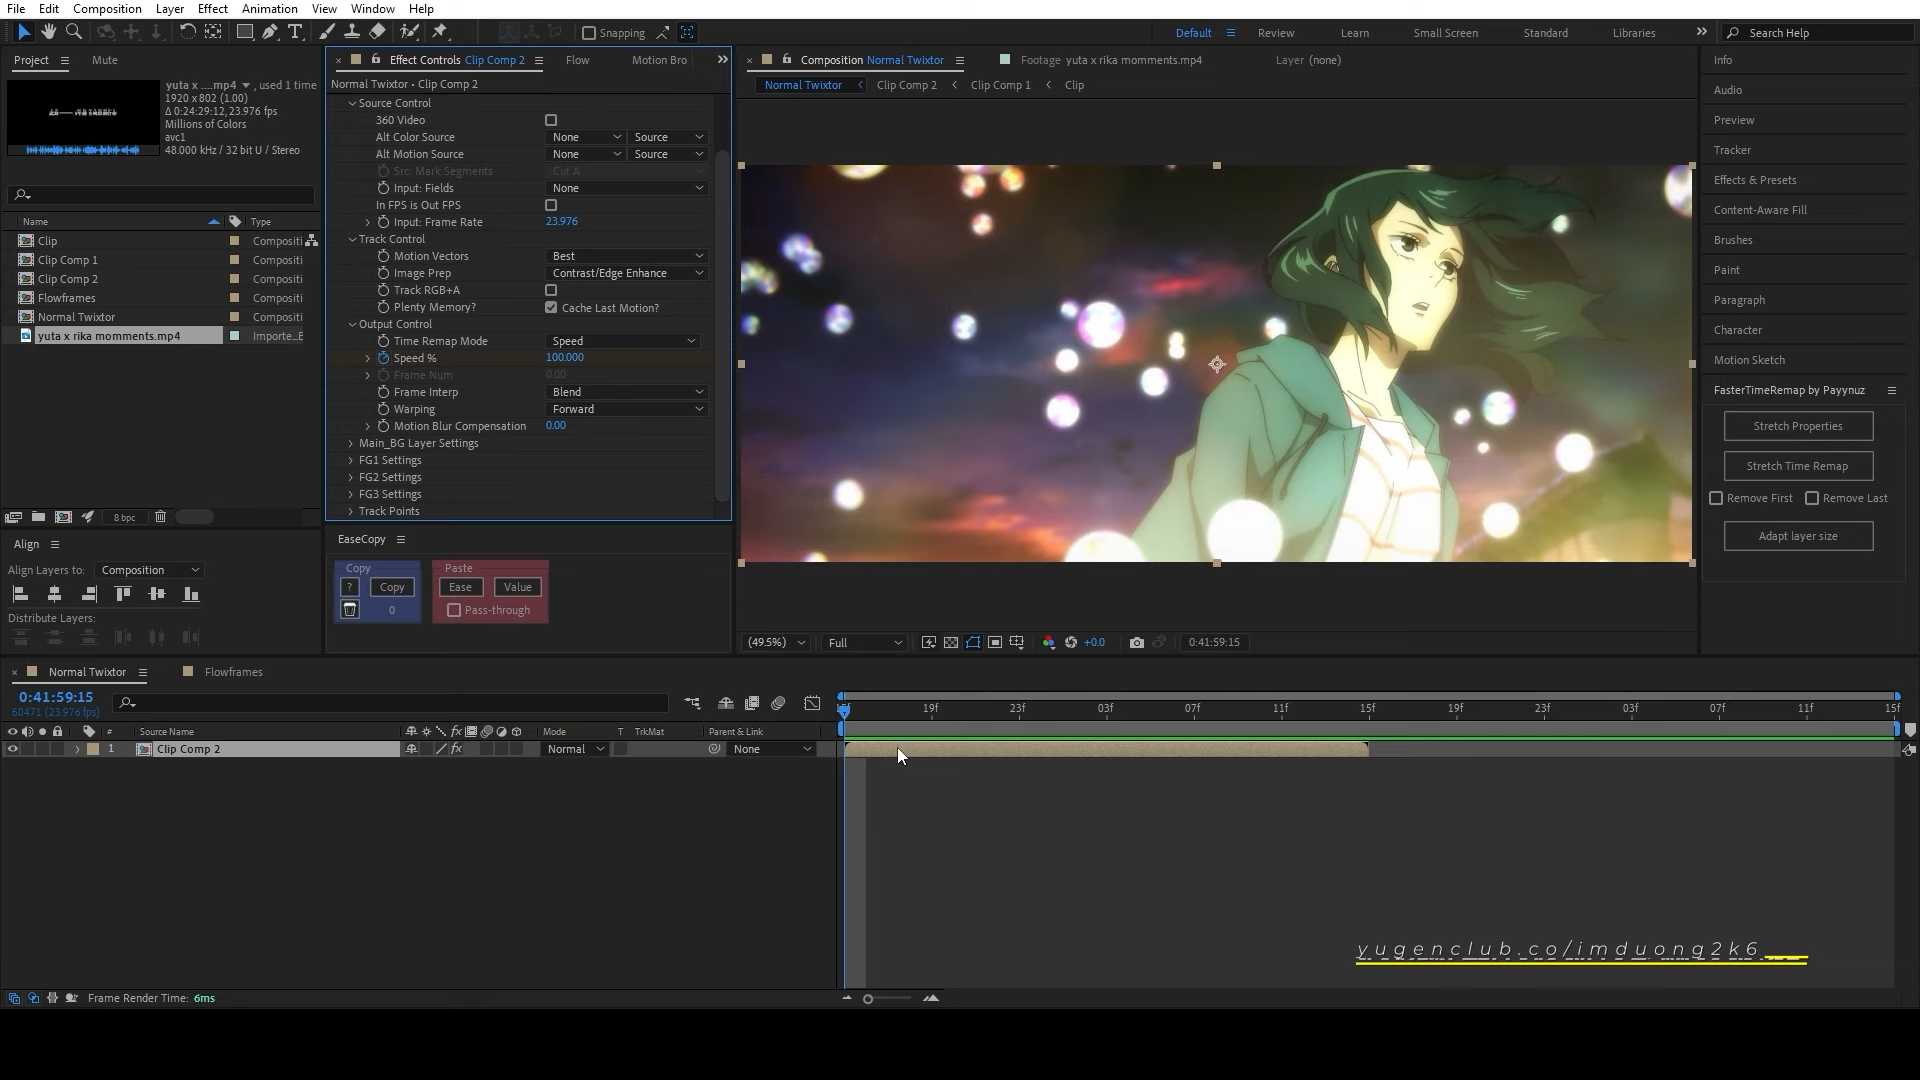 File Edit Composition Layer Effect Animation View Window Help
Snapping
Default Review Learn Small Screen Standard Libraries Search Help
Project Mute
yuta x ....mp4 , used 1 time
1920 x 802 (1.00)
Δ 0:24:29:12, 23.976 fps
Millions of Colors
avc1
48.000 kHz / 32 bit U / Stereo
Name Type
Clip Compositi
Clip Comp 1 Compositi
Clip Comp 2 Compositi
Flowframes Compositi
Normal Twixtor Compositi
yuta x rika momments.mp4 Importe...E
8 bpc
Align
Align Layers to: Composition
Distribute Layers:
Effect Controls Clip Comp 2 Flow Motion Bro
Normal Twixtor • Clip Comp 2
Source Control
360 Video
Alt Color Source None Source
Alt Motion Source None Source
Src: Mark Segments Cut A
Input: Fields None
In FPS is Out FPS
Input: Frame Rate 23.976
Track Control
Motion Vectors Best
Image Prep Contrast/Edge Enhance
Track RGB+A
Plenty Memory? Cache Last Motion?
Output Control
Time Remap Mode Speed
Speed % 100.000
Frame Num 0.00
Frame Interp Blend
Warping Forward
Motion Blur Compensation 0.00
Main_BG Layer Settings
FG1 Settings
FG2 Settings
FG3 Settings
Track Points
EaseCopy
Copy Paste
? Copy Ease Value
0 Pass-through
Composition Normal Twixtor Footage yuta x rika momments.mp4 Layer (none)
Normal Twixtor Clip Comp 2 Clip Comp 1 Clip
(49.5%) Full +0.0 0:41:59:15
Info
Audio
Preview
Tracker
Effects & Presets
Content-Aware Fill
Brushes
Paint
Paragraph
Character
Motion Sketch
FasterTimeRemap by Payynuz
Stretch Properties
Stretch Time Remap
Remove First Remove Last
Adapt layer size
Normal Twixtor Flowframes
0:41:59:15
60471 (23.976 fps)
19f 23f 03f 07f 11f 15f 19f 23f 03f 07f 11f 15f
# Source Name Mode T TrkMat Parent & Link
1 Clip Comp 2 Normal None
yugenclub.co/imduong2k6
Frame Render Time: 6ms